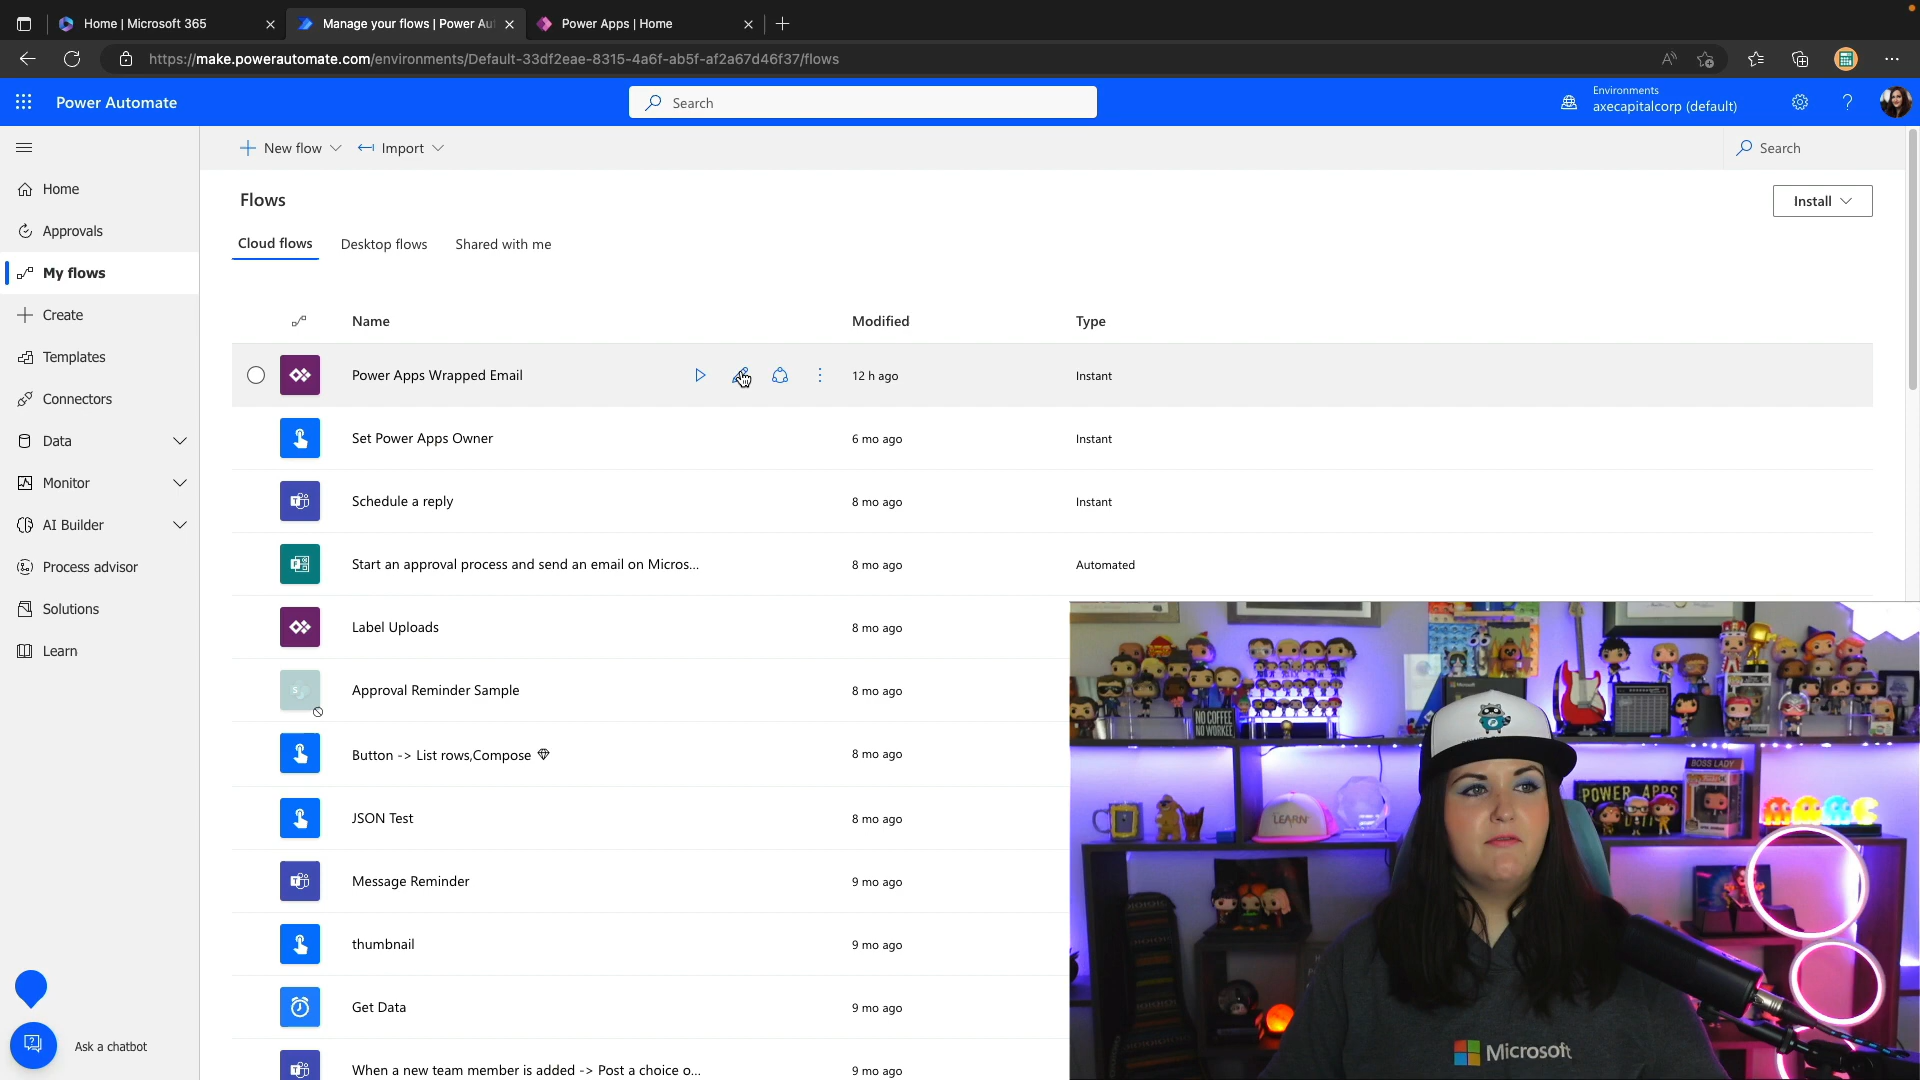 Home | Microsoft 365
Manage your flows | Power Au
Power Apps | Home
https://make.powerautomate.com/environments/Default-33df2eae-8315-4a6f-ab5f-af2a67d46f37/flows
Power Automate
Search
Environments
axecapitalcorp (default)
New flow
Import
Search
Home
Approvals
My flows
Create
Templates
Connectors
Data
Monitor
AI Builder
Process advisor
Solutions
Learn
Ask a chatbot
Flows
Install
Cloud flows Desktop flows Shared with me
Name Modified Type
Power Apps Wrapped Email 12 h ago Instant
Set Power Apps Owner 6 mo ago Instant
Schedule a reply 8 mo ago Instant
Start an approval process and send an email on Micros... 8 mo ago Automated
Label Uploads 8 mo ago
Approval Reminder Sample 8 mo ago
Button -> List rows,Compose 8 mo ago
JSON Test 8 mo ago
Message Reminder 9 mo ago
thumbnail 9 mo ago
Get Data 9 mo ago
When a new team member is added -> Post a choice o... 9 mo ago
NO COFFEE
NO WORKEE
LEARN
POWER APPS
BOSS LADY
Microsoft